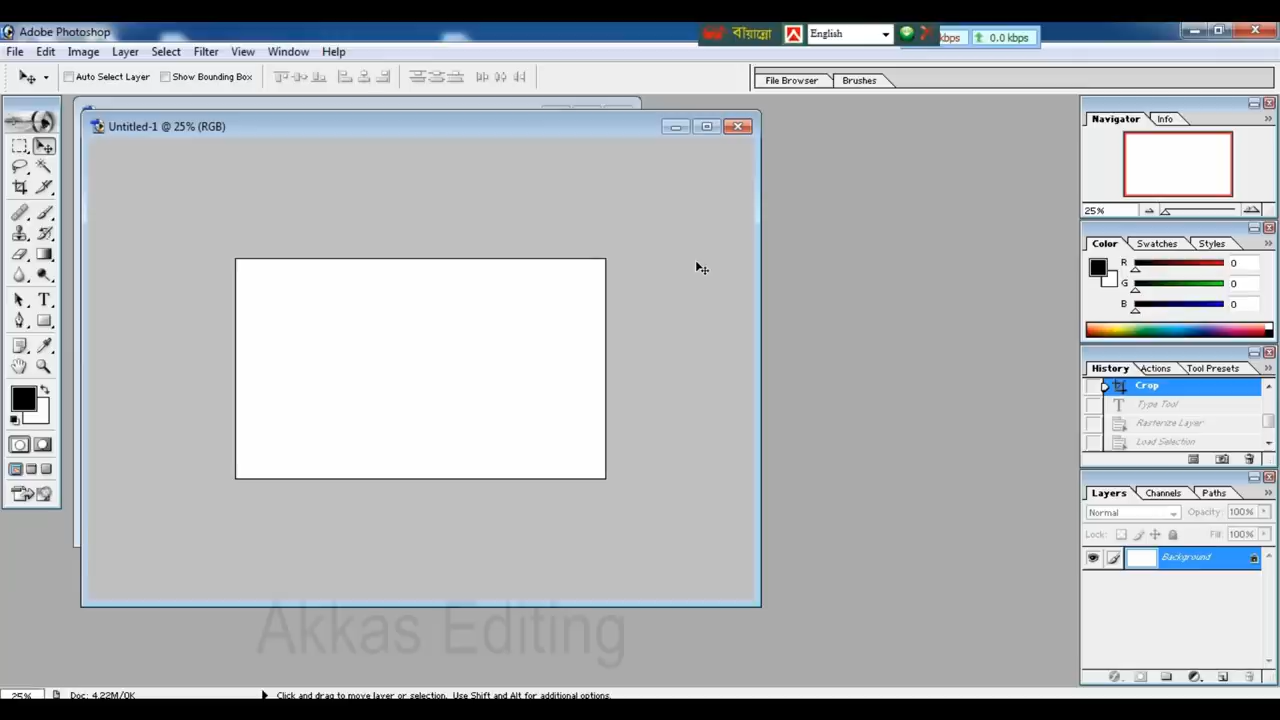 Adobe Photoshop
বায়ান্নো English kbps 0.0 kbps
File Edit Image Layer Select Filter View Window Help
Auto Select Layer Show Bounding Box File Browser Brushes
Untitled-1 @ 25% (RGB)
Navigator Info
25%
Color Swatches Styles
R 0
G 0
B 0
History Actions Tool Presets
Crop
Type Tool
Rasterize Layer
Load Selection
Layers Channels Paths
Normal Opacity: 100%
Lock: Fill: 100%
Background
Akkas Editing
25% Doc: 4.22M/0K Click and drag to move layer or selection. Use Shift and Alt for additional options.